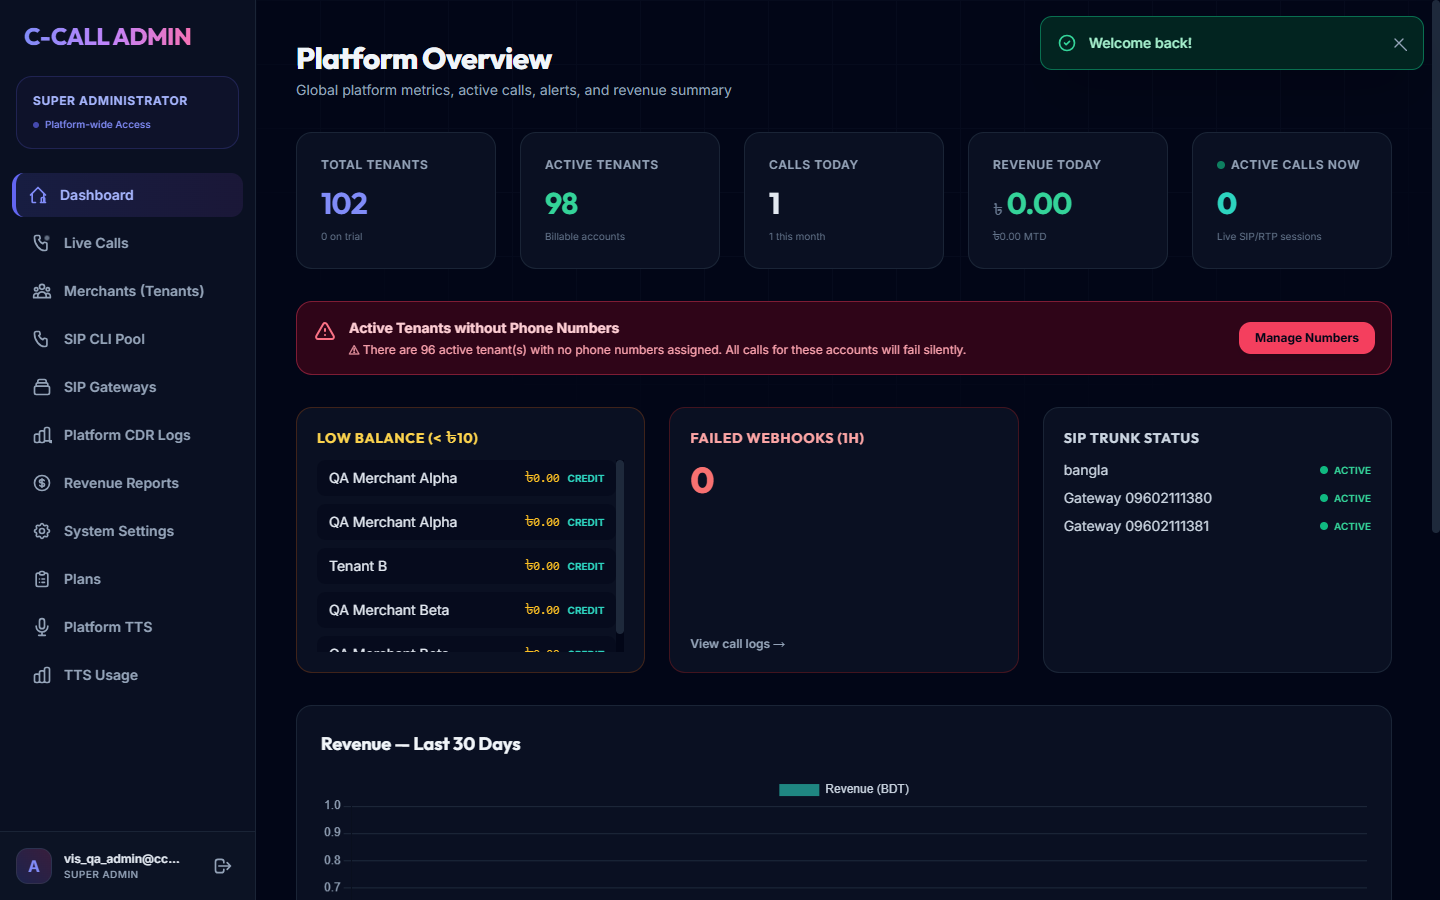 C-CALL ADMIN
SUPER ADMINISTRATOR
Platform-wide Access
Dashboard
Live Calls
Merchants (Tenants)
SIP CLI Pool
SIP Gateways
Platform CDR Logs
Revenue Reports
System Settings
Plans
Platform TTS
TTS Usage
A
vis_qa_admin@cc...
SUPER ADMIN
Welcome back!
Platform Overview
Global platform metrics, active calls, alerts, and revenue summary
TOTAL TENANTS
102
0 on trial
ACTIVE TENANTS
98
Billable accounts
CALLS TODAY
1
1 this month
REVENUE TODAY
৳ 0.00
৳0.00 MTD
ACTIVE CALLS NOW
0
Live SIP/RTP sessions
Active Tenants without Phone Numbers
⚠ There are 96 active tenant(s) with no phone numbers assigned. All calls for these accounts will fail silently.
Manage Numbers
LOW BALANCE (< ৳10)
QA Merchant Alpha ৳0.00 CREDIT
QA Merchant Alpha ৳0.00 CREDIT
Tenant B ৳0.00 CREDIT
QA Merchant Beta ৳0.00 CREDIT
QA Merchant Beta ৳0.00 CREDIT
FAILED WEBHOOKS (1H)
0
View call logs →
SIP TRUNK STATUS
bangla ACTIVE
Gateway 09602111380 ACTIVE
Gateway 09602111381 ACTIVE
Revenue — Last 30 Days
Revenue (BDT)
1.0
0.9
0.8
0.7